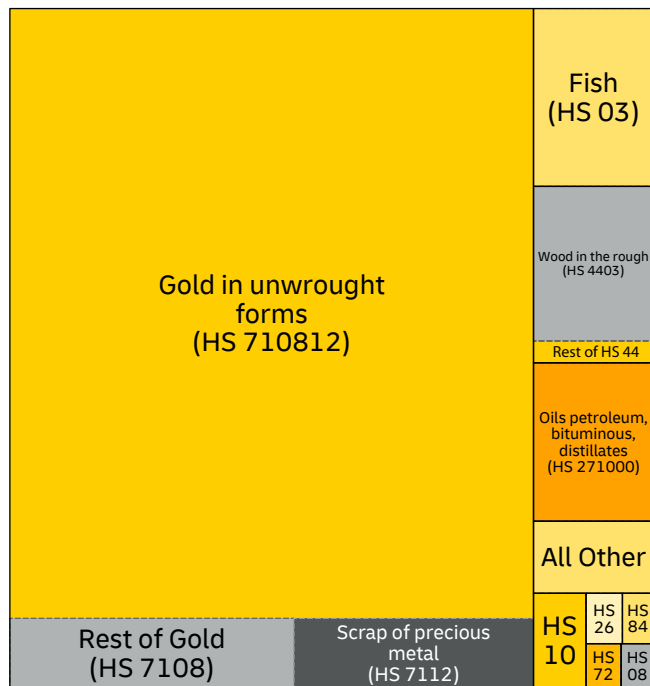 Gold in unwrought
forms
(HS 710812)
Rest of Gold
(HS 7108)
Scrap of precious
metal
(HS 7112)
Fish
(HS 03)
Wood in the rough
(HS 4403)
Rest of HS 44
Oils petroleum,
bituminous,
distillates
(HS 271000)
All Other
HS
10
HS
26
HS
84
HS
72
HS
08